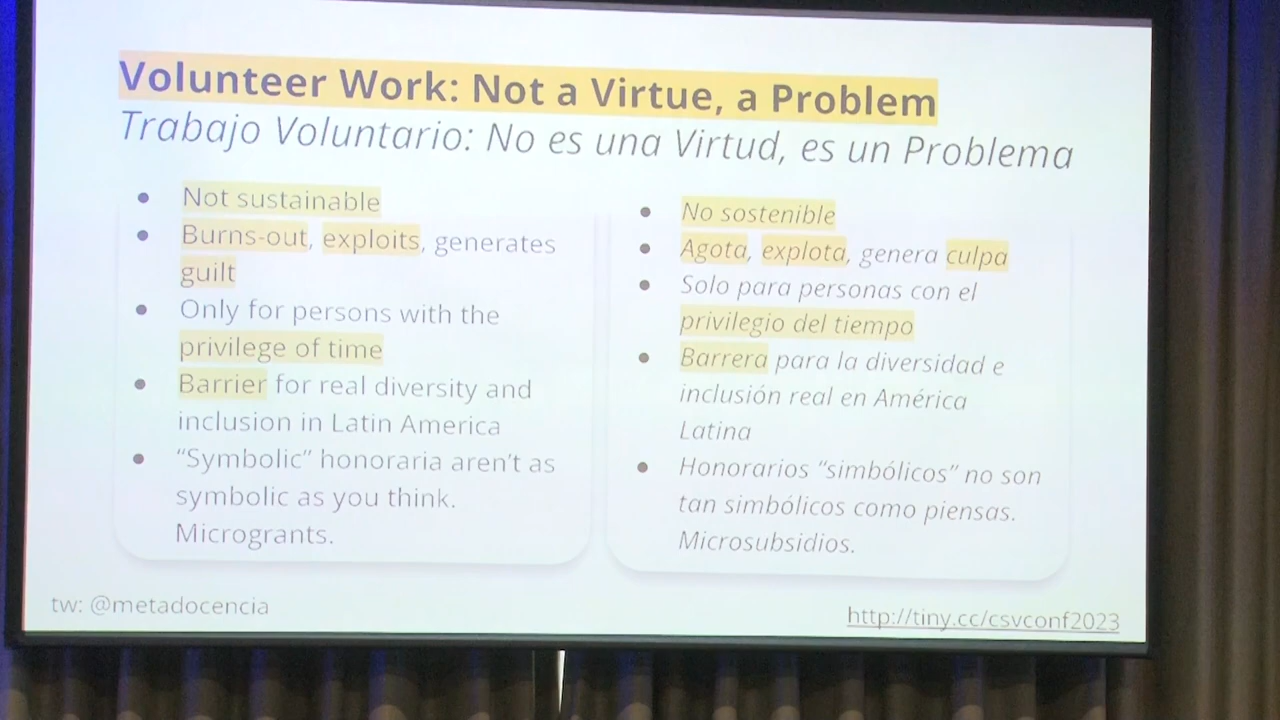 Volunteer Work: Not a Virtue, a Problem
Trabajo Voluntario: No es una Virtud, es un Problema
● Not sustainable
● Burns-out, exploits, generates
guilt
● Only for persons with the
privilege of time
● Barrier for real diversity and
inclusion in Latin America
● “Symbolic” honoraria aren’t as
symbolic as you think.
Microgrants.
● No sostenible
● Agota, explota, genera culpa
● Solo para personas con el
privilegio del tiempo
● Barrera para la diversidad e
inclusión real en América
Latina
● Honorarios “simbólicos” no son
tan simbólicos como piensas.
Microsubsidios.
tw: @metadocencia
http://tiny.cc/csvconf2023